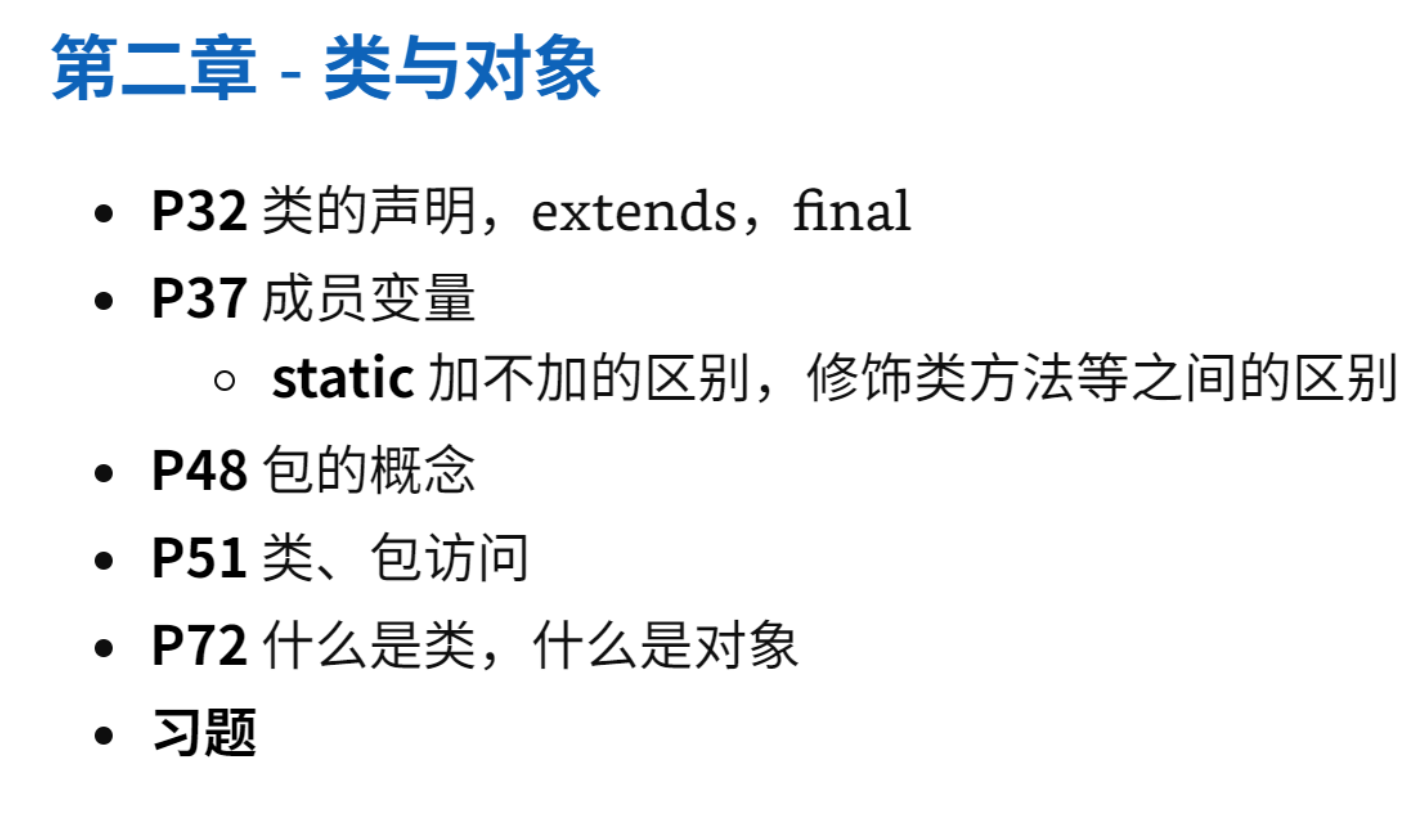 第二章 - 类与对象
P32 类的声明，extends，final
P37 成员变量
static 加不加的区别，修饰类方法等之间的区别
P48 包的概念
P51 类、包访问
P72 什么是类，什么是对象
习题